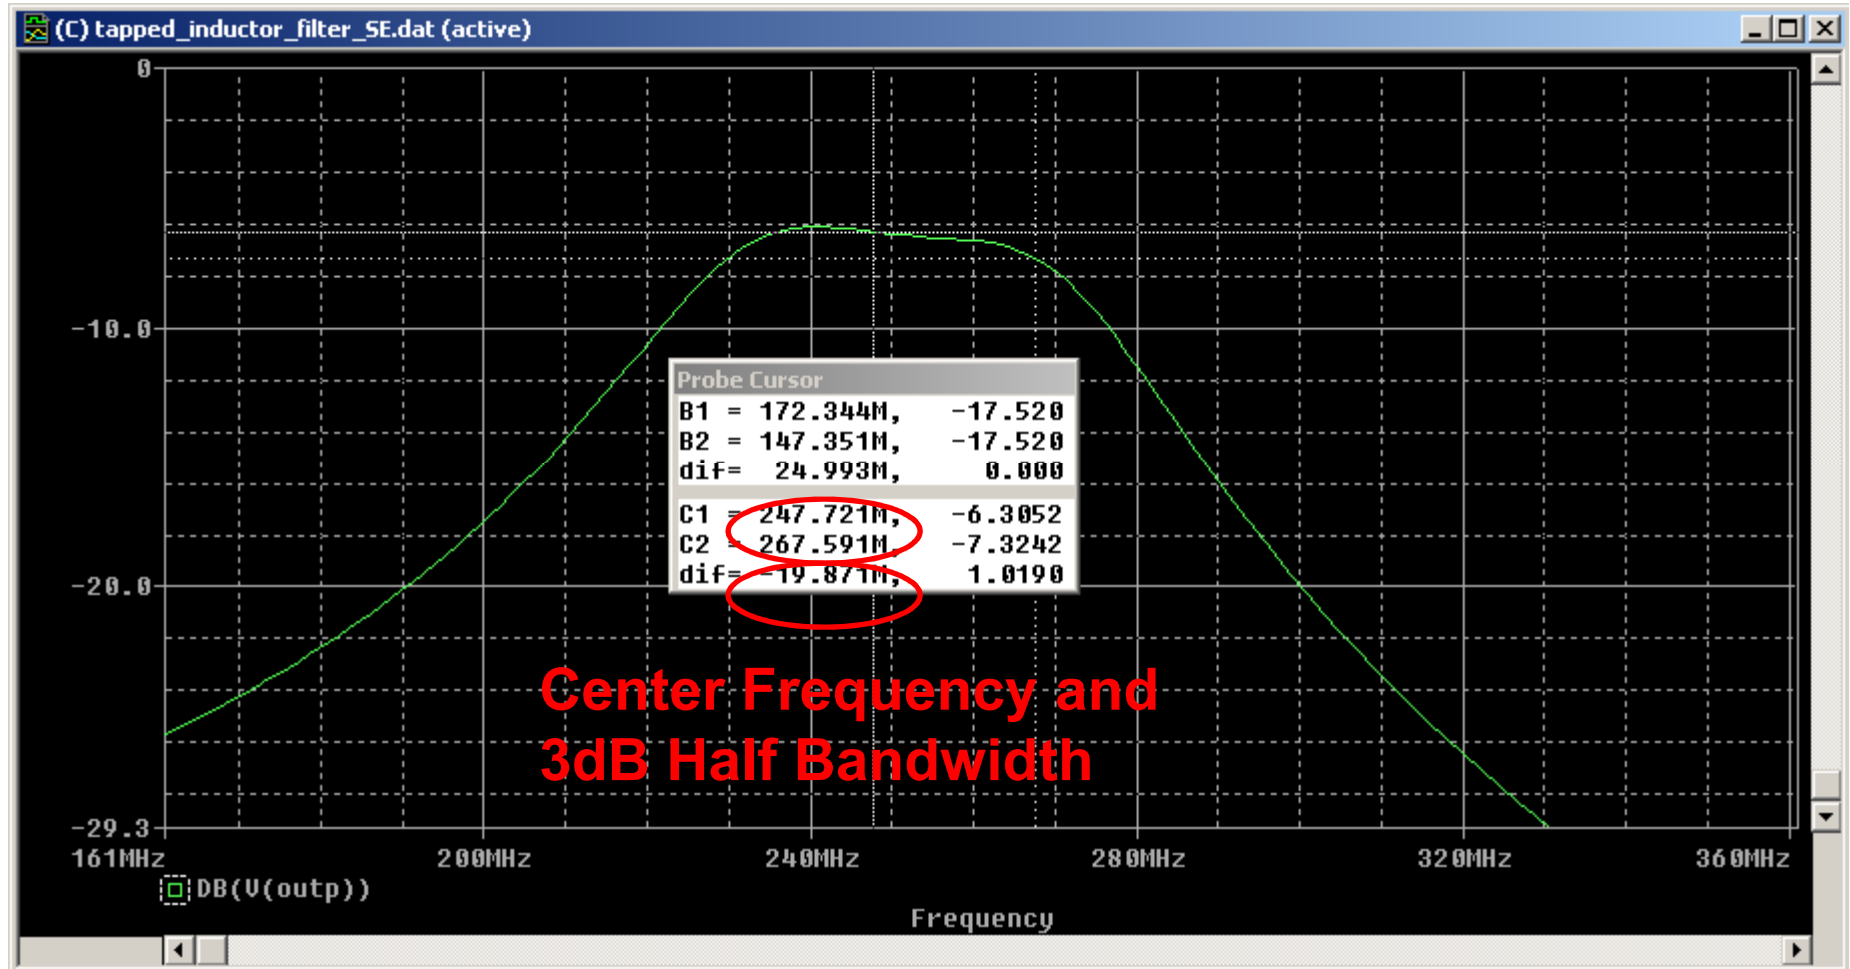 (C) tapped_inductor_filter_SE.dat (active)
0
-10.0
-20.0
-29.3
Probe Cursor
B1 = 172.344M, -17.520
B2 = 147.351M, -17.520
dif= 24.993M, 0.000
C1 = 247.721M, -6.3052
C2 = 267.591M, -7.3242
dif= -19.871M, 1.0190
Center Frequency and
3dB Half Bandwidth
161MHz 200MHz 240MHz 280MHz 320MHz 360MHz
DB(V(outp))
Frequency